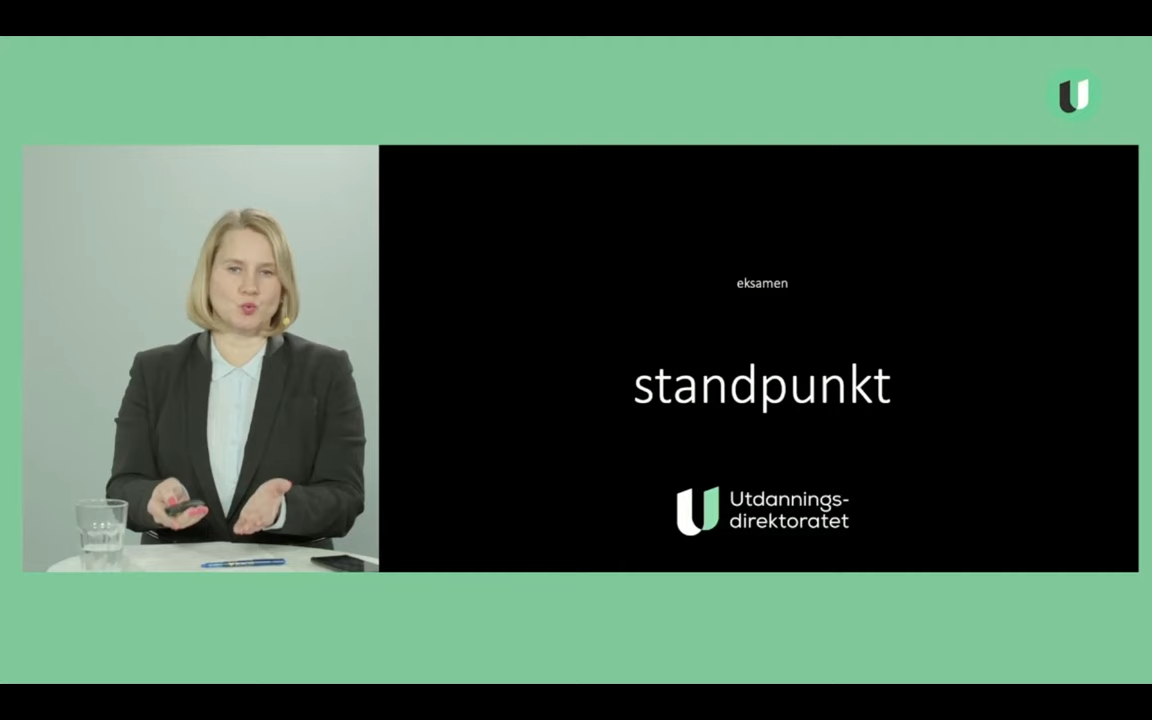 eksamen
standpunkt
Utdannings-
direktoratet